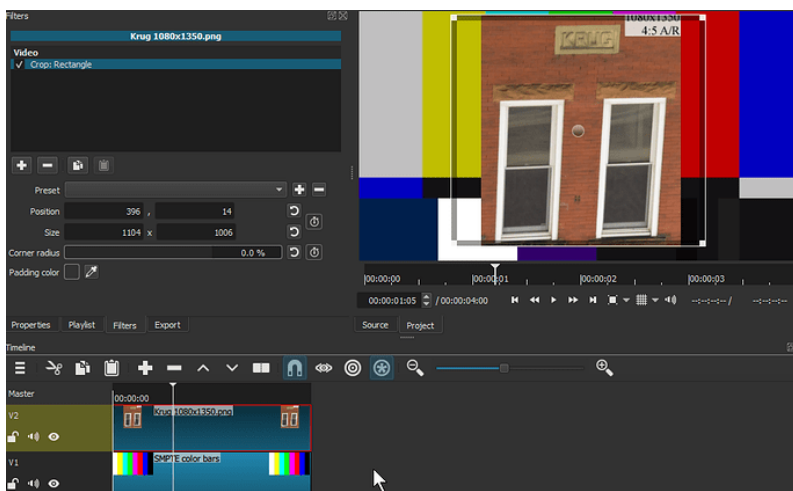 Filters
Krug 1080x1350.png
Video
✓ Crop: Rectangle
Preset
Position 396 , 14
Size 1104 x 1006
Corner radius 0.0 %
Padding color
Properties Playlist Filters Export
1080X1350
4:5 A/R
KRUG
|00:00:00 |00:00:01 |00:00:02 |00:00:03
00:00:01:05 / 00:00:04:00 --:--:--:-- / --:--:--:--
Source Project
Timeline
Master 00:00:00
V2 Krug 1080x1350.png
V1 SMPTE color bars